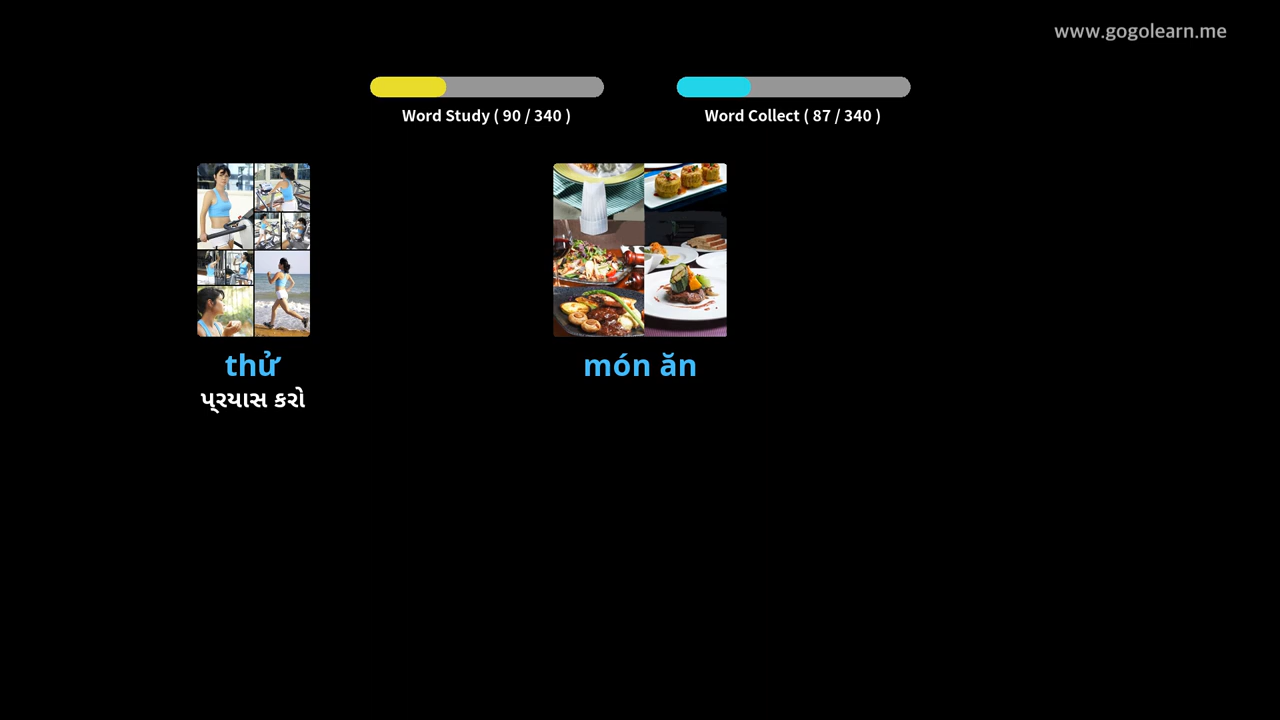 www.gogolearn.me
Word Study ( 90 / 340 )
Word Collect ( 87 / 340 )
thử
món ăn
પ્રયાસ કરો